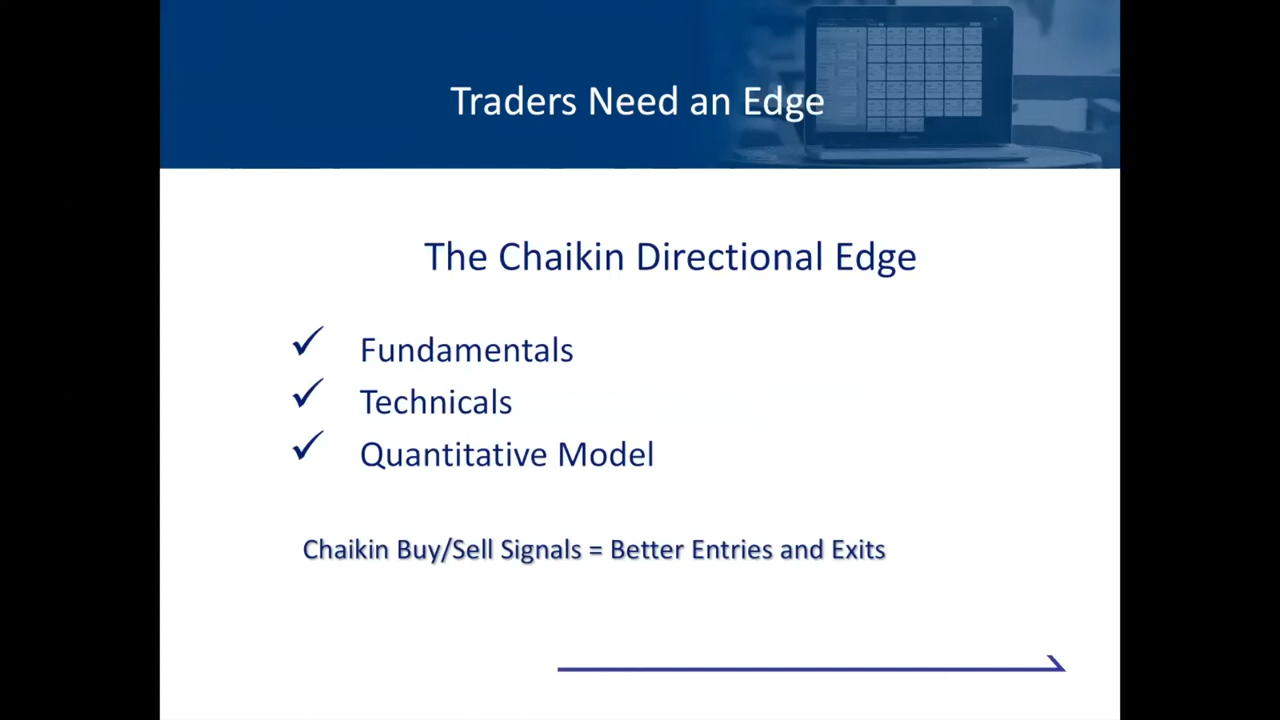 Traders Need an Edge
The Chaikin Directional Edge
✓ Fundamentals
✓ Technicals
✓ Quantitative Model
Chaikin Buy/Sell Signals = Better Entries and Exits